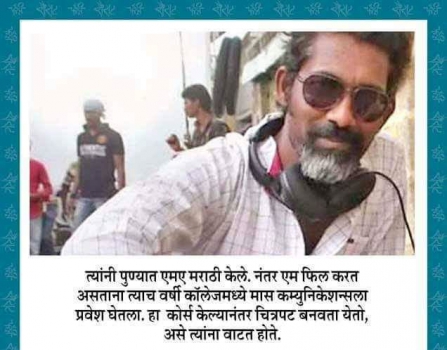 त्यांनी पुण्यात एमए मराठी केले. नंतर एम फिल करत
असताना त्याच वर्षी कॉलेजमध्ये मास कम्युनिकेशन्सला
प्रवेश घेतला. हा कोर्स केल्यानंतर चित्रपट बनवता येतो,
असे त्यांना वाटत होते.